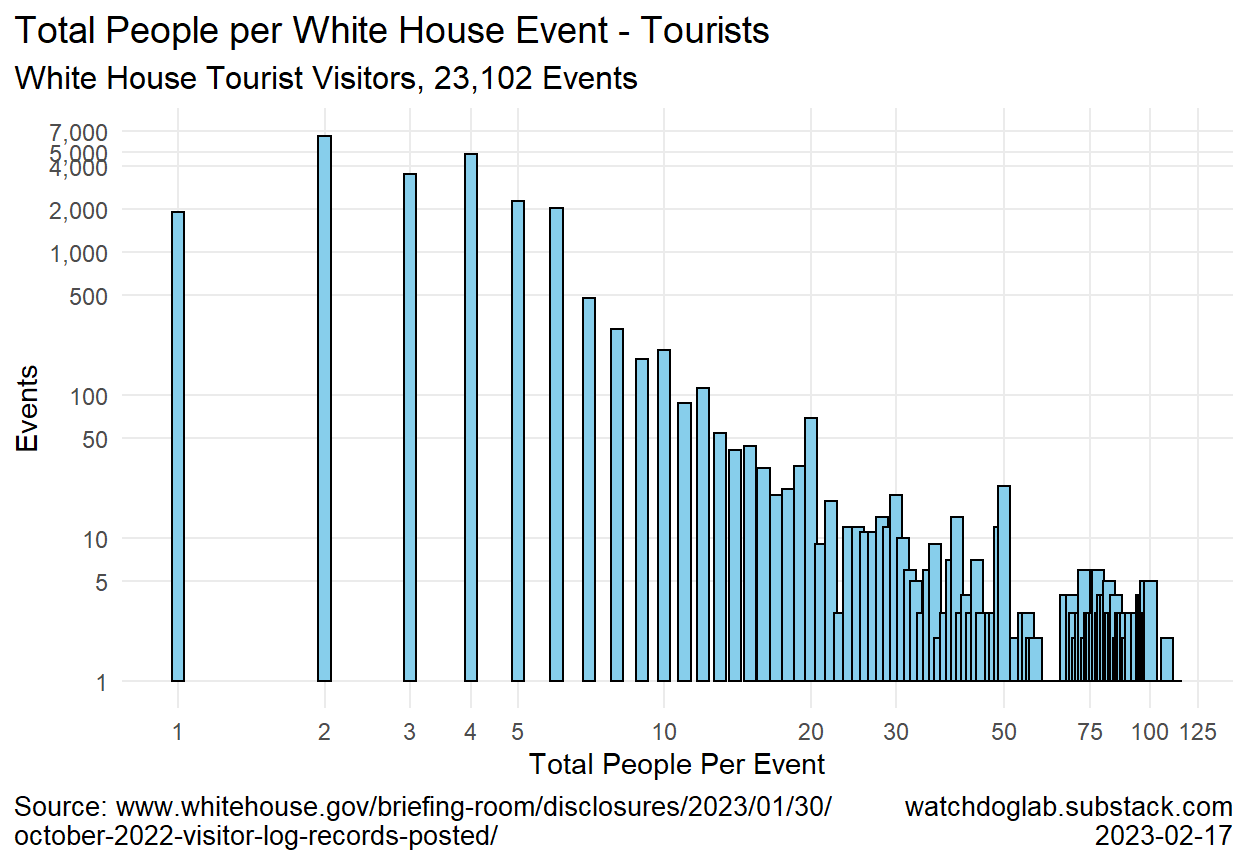 Total People per White House Event - Tourists
White House Tourist Visitors, 23,102 Events
7,000
5,000
4,000
2,000
1,000
500
100
50
10
5
1
Events
1 2 3 4 5 10 20 30 50 75 100 125
Total People Per Event
Source: www.whitehouse.gov/briefing-room/disclosures/2023/01/30/
october-2022-visitor-log-records-posted/
watchdoglab.substack.com
2023-02-17